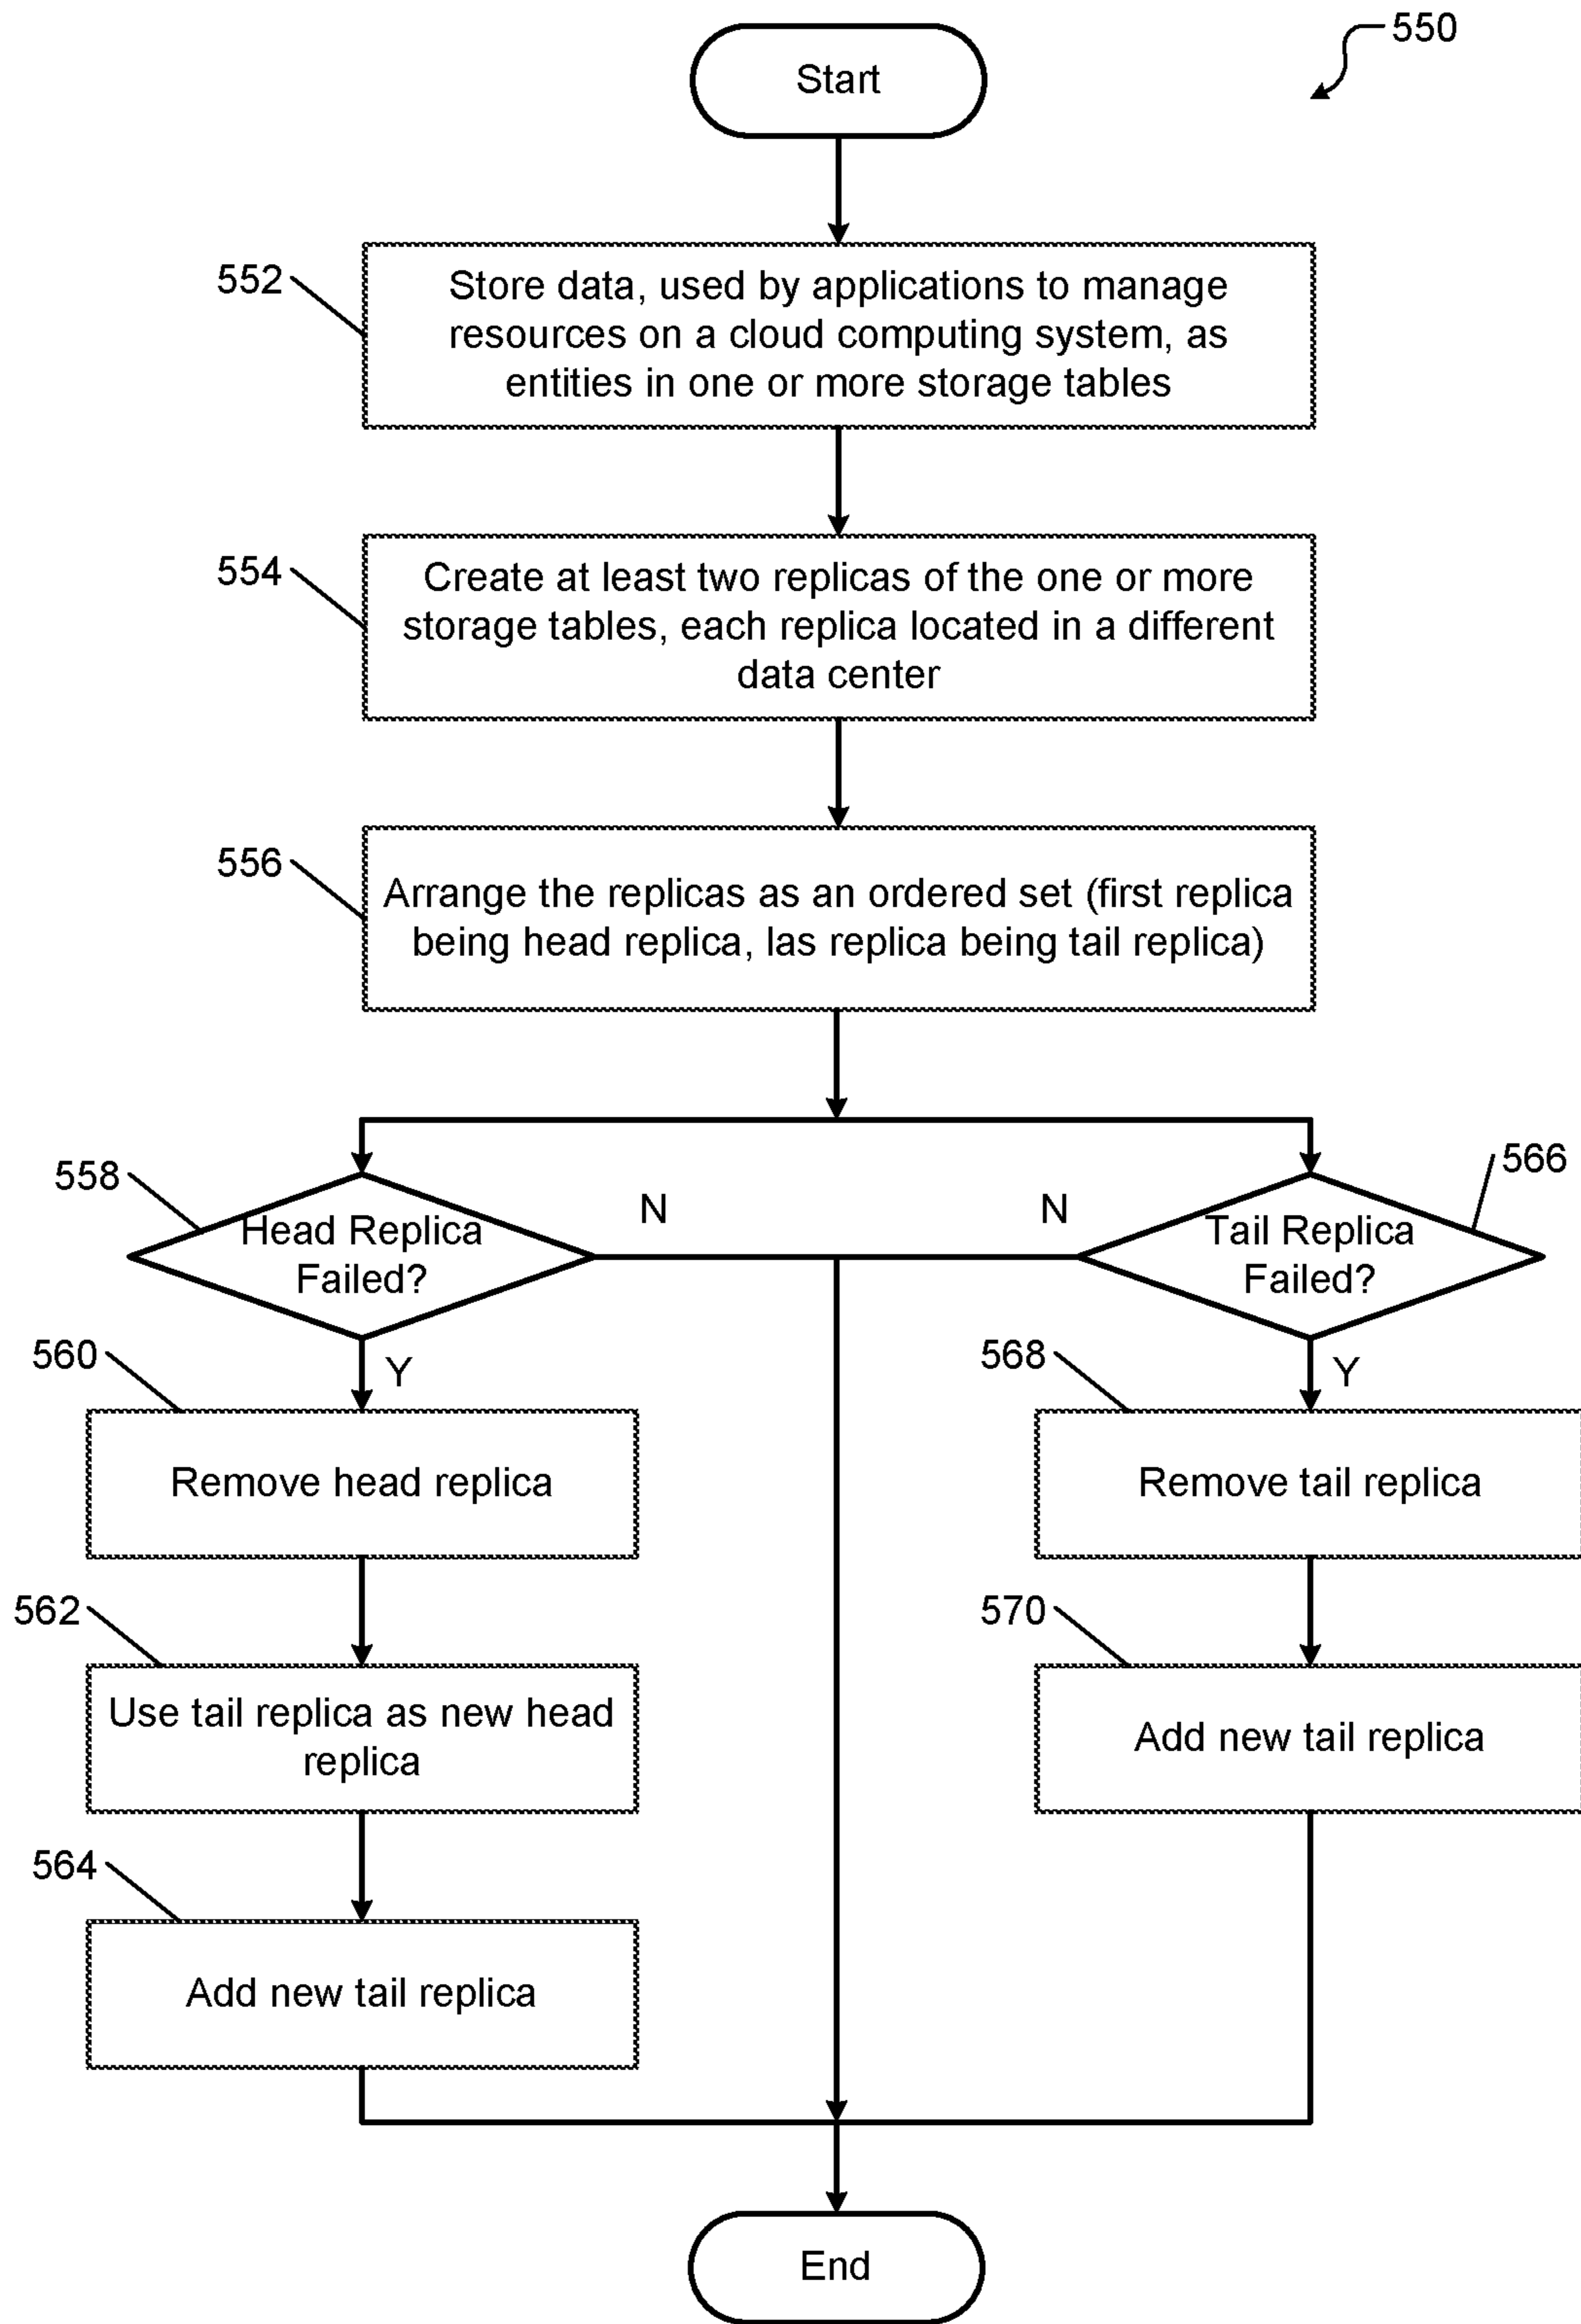 550
Start
552
Store data, used by applications to manage
resources on a cloud computing system, as
entities in one or more storage tables
554
Create at least two replicas of the one or more
storage tables, each replica located in a different
data center
556
Arrange the replicas as an ordered set (first replica
being head replica, las replica being tail replica)
558
Head Replica
Failed?
N
N
Tail Replica
Failed?
566
560
Y
Remove head replica
568
Y
Remove tail replica
562
Use tail replica as new head
replica
570
Add new tail replica
564
Add new tail replica
End